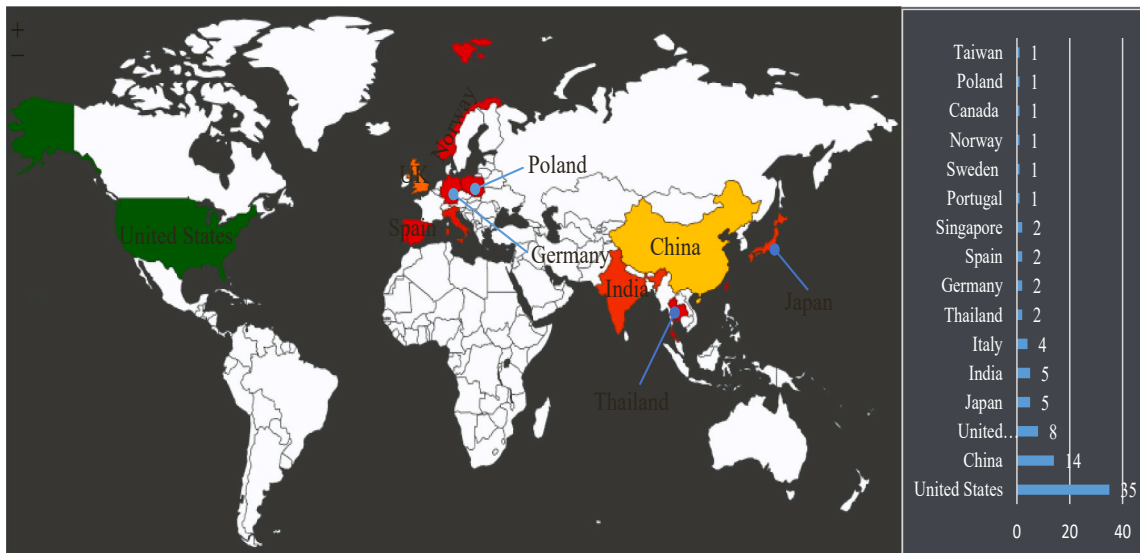 +
−
Norway
UK
Poland
Spain
United States
Germany
China
India
Japan
Thailand
Taiwan 1
Poland 1
Canada 1
Norway 1
Sweden 1
Portugal 1
Singapore 2
Spain 2
Germany 2
Thailand 2
Italy 4
India 5
Japan 5
United... 8
China 14
United States 35
0 20 40